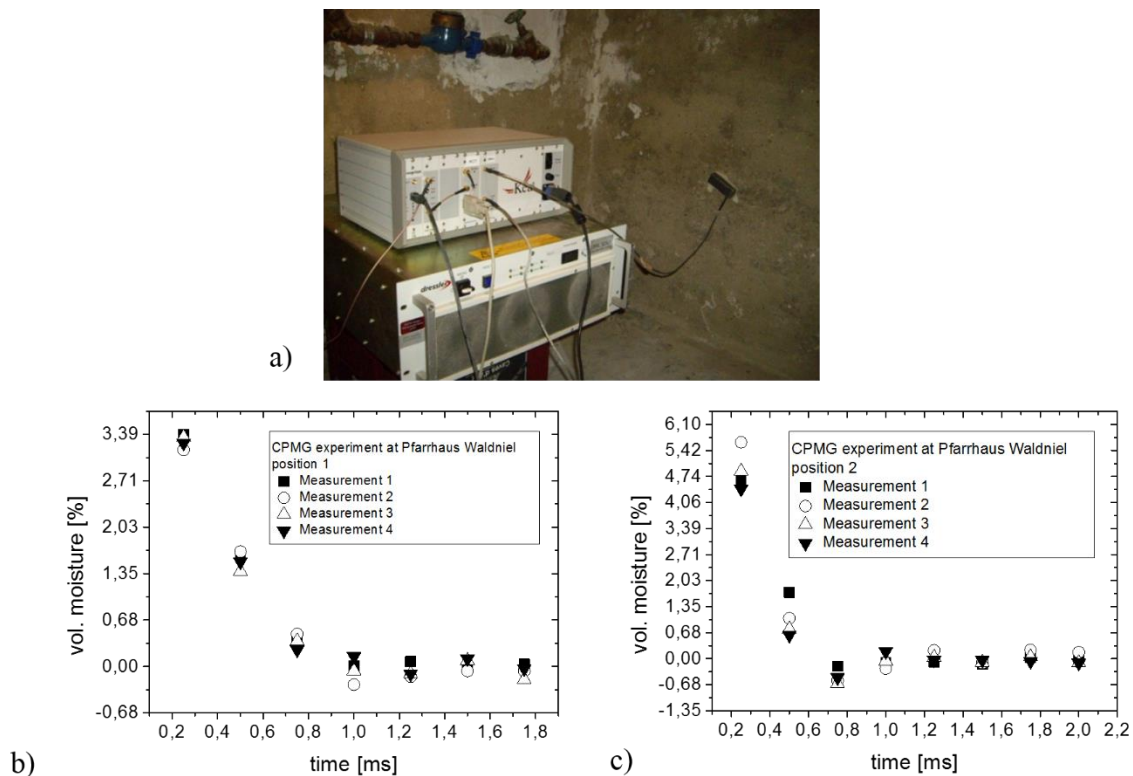 Kea
dressler
a)
3,39
2,71
2,03
1,35
0,68
0,00
-0,68
vol. moisture [%]
CPMG experiment at Pfarrhaus Waldniel
position 1
Measurement 1
Measurement 2
Measurement 3
Measurement 4
0,2 0,4 0,6 0,8 1,0 1,2 1,4 1,6 1,8
time [ms]
b)
6,10
5,42
4,74
4,06
3,39
2,71
2,03
1,35
0,68
0,00
-0,68
-1,35
vol. moisture [%]
CPMG experiment at Pfarrhaus Waldniel
position 2
Measurement 1
Measurement 2
Measurement 3
Measurement 4
0,2 0,4 0,6 0,8 1,0 1,2 1,4 1,6 1,8 2,0 2,2
time [ms]
c)